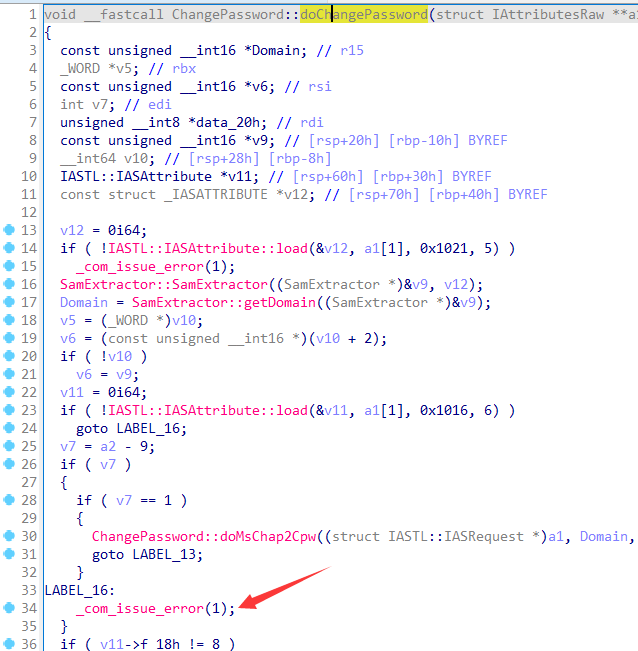 1 void __fastcall ChangePassword::doChangePassword(struct IAttributesRaw **a
2 {
3 const unsigned __int16 *Domain; // r15
4 _WORD *v5; // rbx
5 const unsigned __int16 *v6; // rsi
6 int v7; // edi
7 unsigned __int8 *data_20h; // rdi
8 const unsigned __int16 *v9; // [rsp+20h] [rbp-10h] BYREF
9 __int64 v10; // [rsp+28h] [rbp-8h]
10 IASTL::IASAttribute *v11; // [rsp+60h] [rbp+30h] BYREF
11 const struct _IASATTRIBUTE *v12; // [rsp+70h] [rbp+40h] BYREF
12
13 v12 = 0i64;
14 if ( !IASTL::IASAttribute::load(&v12, a1[1], 0x1021, 5) )
15 _com_issue_error(1);
16 SamExtractor::SamExtractor((SamExtractor *)&v9, v12);
17 Domain = SamExtractor::getDomain((SamExtractor *)&v9);
18 v5 = (_WORD *)v10;
19 v6 = (const unsigned __int16 *)(v10 + 2);
20 if ( !v10 )
21 v6 = v9;
22 v11 = 0i64;
23 if ( !IASTL::IASAttribute::load(&v11, a1[1], 0x1016, 6) )
24 goto LABEL_16;
25 v7 = a2 - 9;
26 if ( v7 )
27 {
28 if ( v7 == 1 )
29 {
30 ChangePassword::doMsChap2Cpw((struct IASTL::IASRequest *)a1, Domain,
31 goto LABEL_13;
32 }
33 LABEL_16:
34 _com_issue_error(1);
35 }
36 if ( v11->f_18h != 8 )